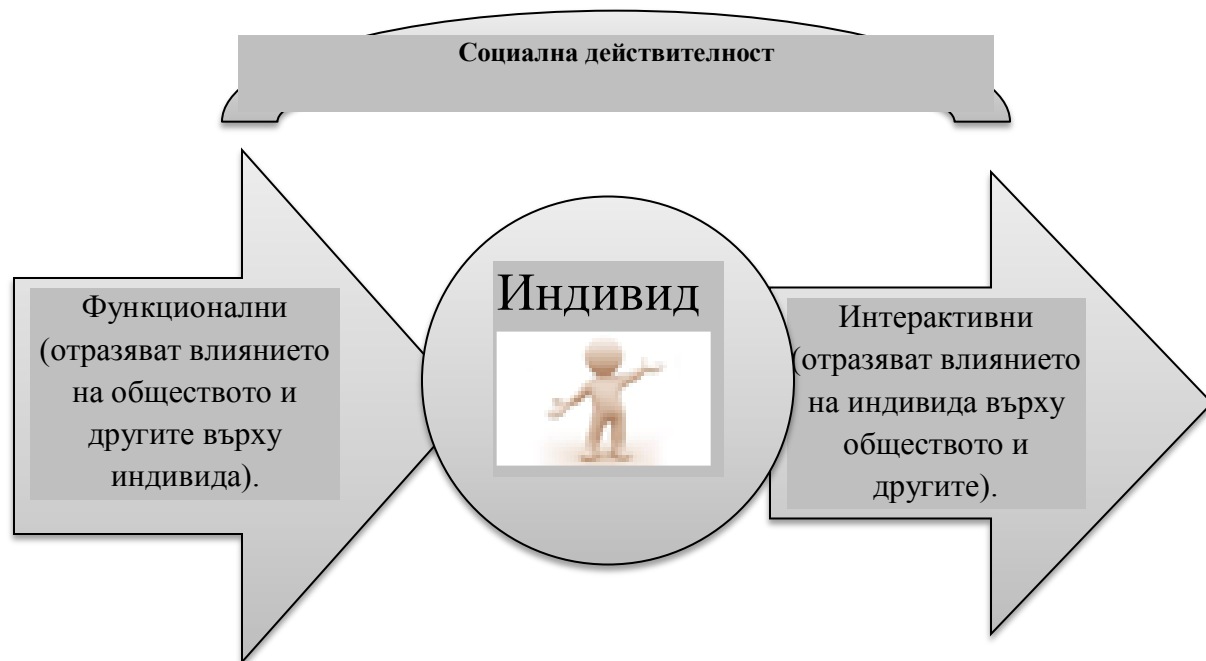 Социална действителност
Функционални
(отразяват влиянието
на обществото и
другите върху
индивида).
Индивид
Интерактивни
(отразяват влиянието
на индивида върху
обществото и
другите).